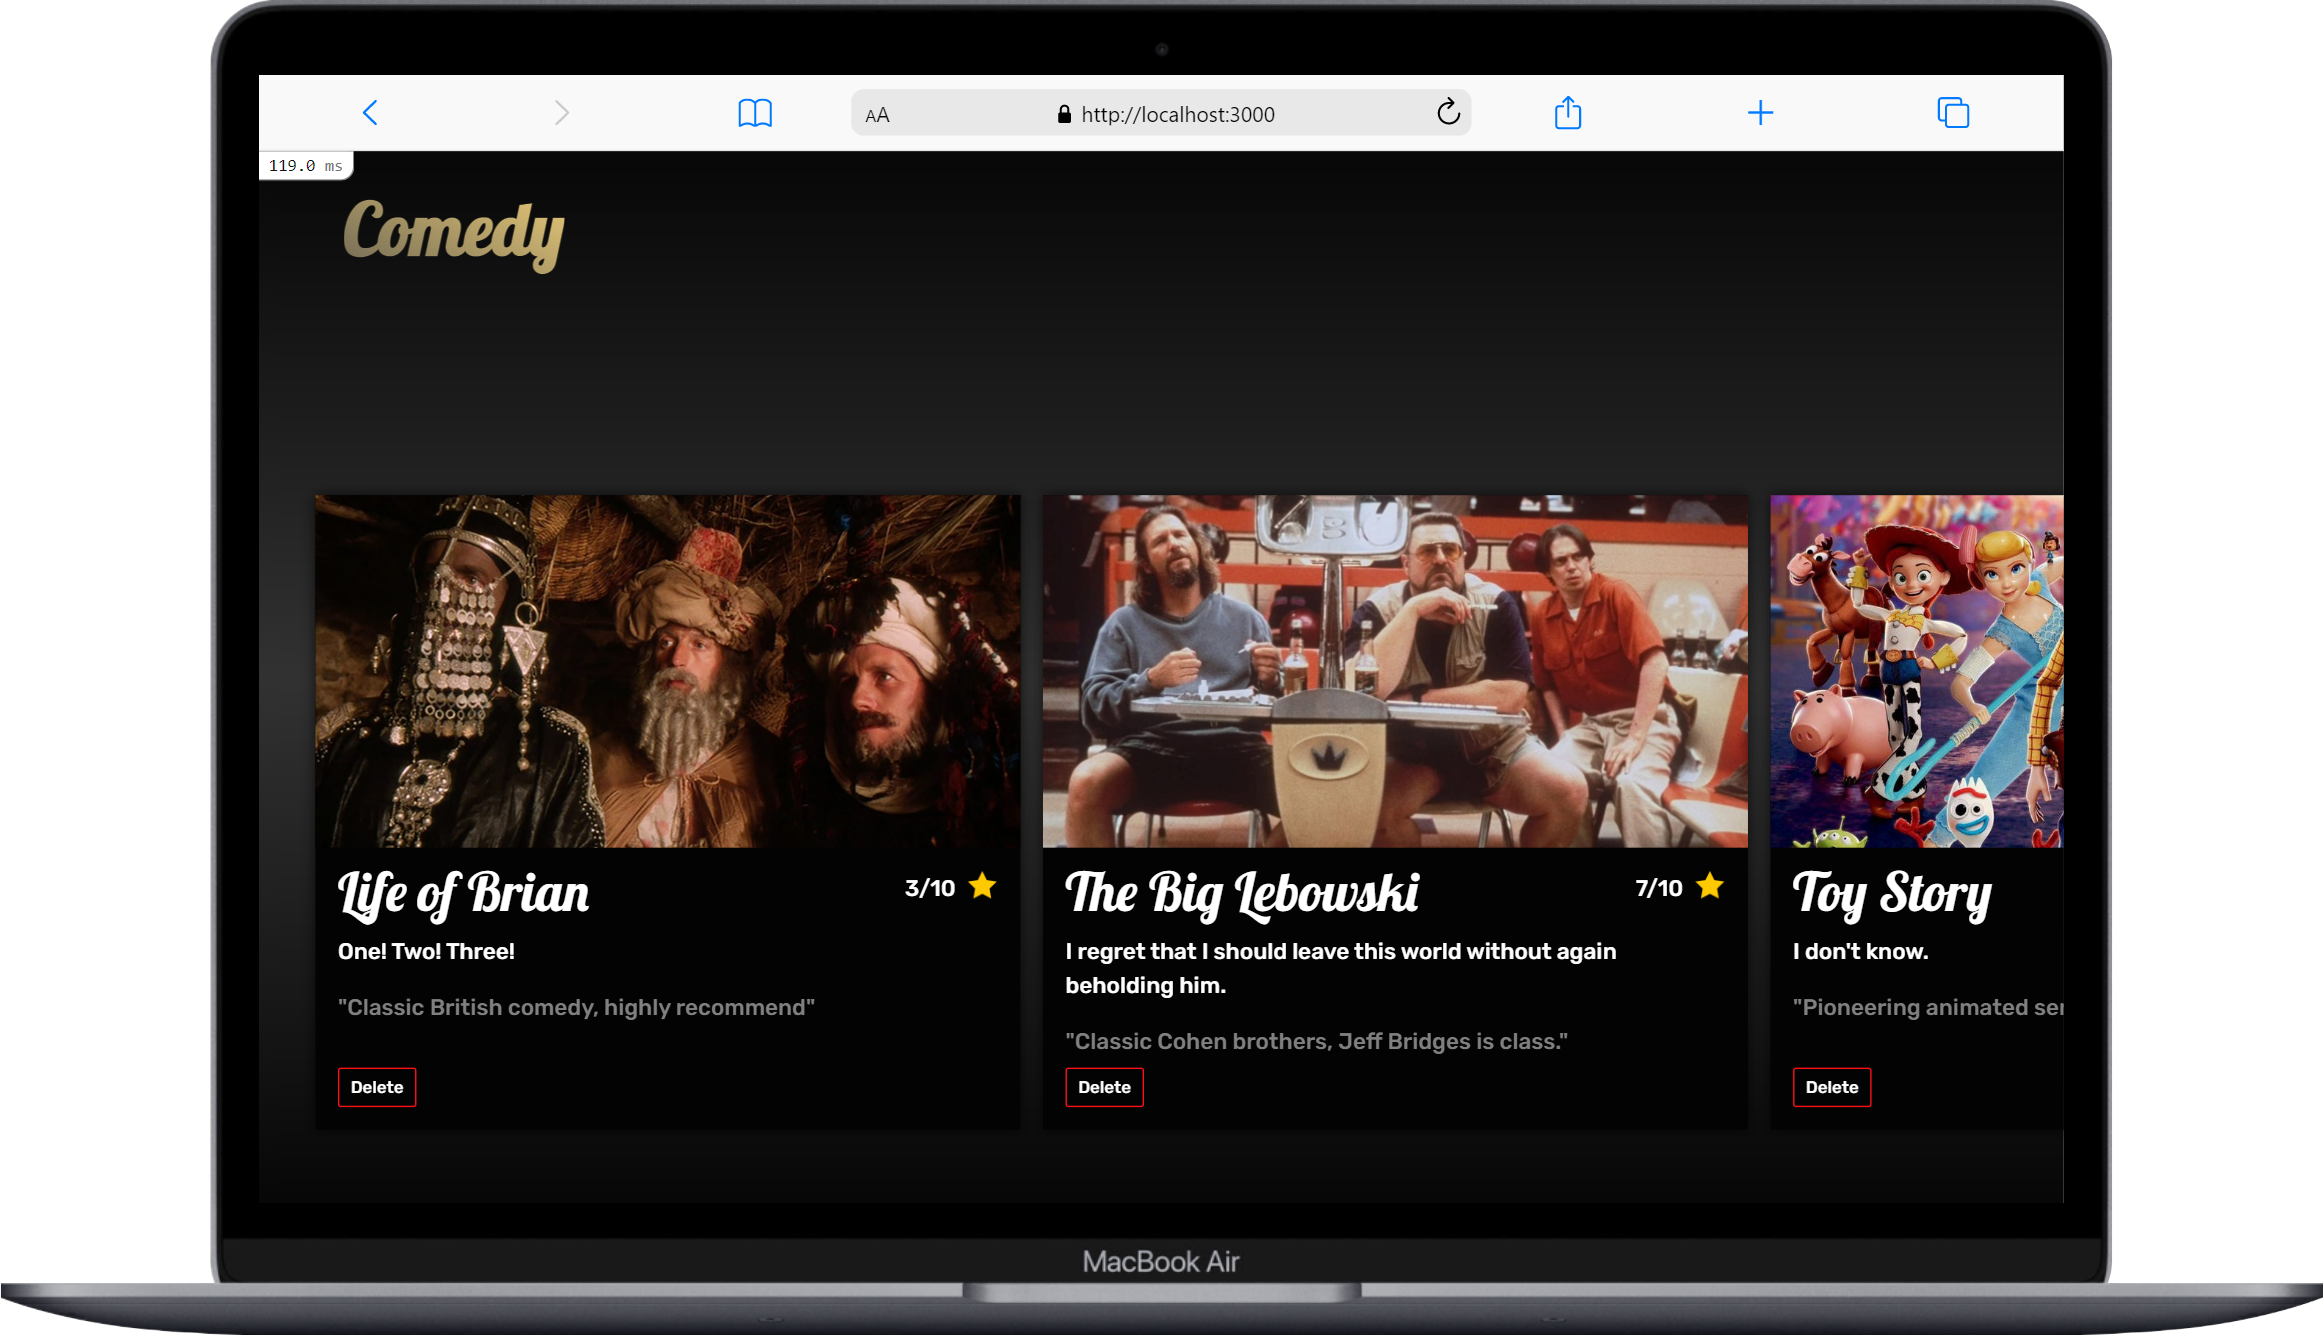 AA
http://localhost:3000
119.0 ms
Comedy
Life of Brian
3/10
One! Two! Three!
"Classic British comedy, highly recommend"
Delete
The Big Lebowski
7/10
I regret that I should leave this world without again
beholding him.
"Classic Cohen brothers, Jeff Bridges is class."
Delete
Toy Story
I don't know.
"Pioneering animated
Delete
MacBook Air